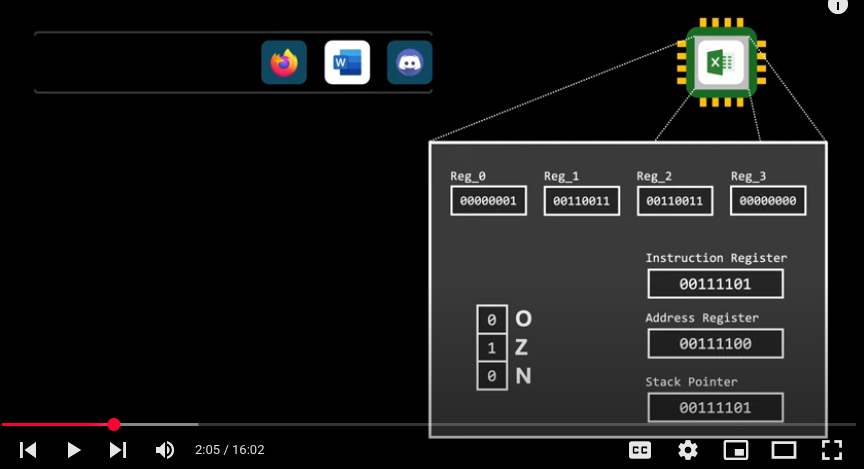 W
X
Reg_0 Reg_1 Reg_2 Reg_3
00000001 00110011 00110011 00000000
Instruction Register
00111101
Address Register
00111100
0 O
1 Z
0 N
Stack Pointer
00111101
2:05 / 16:02
CC